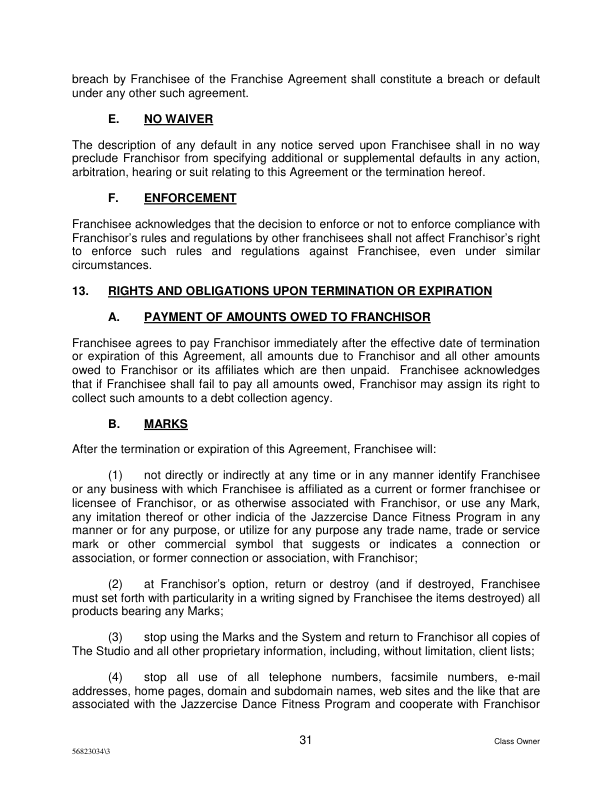 breach by Franchisee of the Franchise Agreement shall constitute a breach or default
under any other such agreement.
E. NO WAIVER
The description of any default in any notice served upon Franchisee shall in no way
preclude Franchisor from specifying additional or supplemental defaults in any action,
arbitration, hearing or suit relating to this Agreement or the termination hereof.
F. ENFORCEMENT
Franchisee acknowledges that the decision to enforce or not to enforce compliance with
Franchisor's rules and regulations by other franchisees shall not affect Franchisor's right
to enforce such rules and regulations against Franchisee, even under similar
circumstances.
13. RIGHTS AND OBLIGATIONS UPON TERMINATION OR EXPIRATION
A. PAYMENT OF AMOUNTS OWED TO FRANCHISOR
Franchisee agrees to pay Franchisor immediately after the effective date of termination
or expiration of this Agreement, all amounts due to Franchisor and all other amounts
owed to Franchisor or its affiliates which are then unpaid. Franchisee acknowledges
that if Franchisee shall fail to pay all amounts owed, Franchisor may assign its right to
collect such amounts to a debt collection agency.
B. MARKS
After the termination or expiration of this Agreement, Franchisee will:
(1) not directly or indirectly at any time or in any manner identify Franchisee
or any business with which Franchisee is affiliated as a current or former franchisee or
licensee of Franchisor, or as otherwise associated with Franchisor, or use any Mark,
any imitation thereof or other indicia of the Jazzercise Dance Fitness Program in any
manner or for any purpose, or utilize for any purpose any trade name, trade or service
mark or other commercial symbol that suggests or indicates a connection or
association, or former connection or association, with Franchisor;
(2) at Franchisor's option, return or destroy (and if destroyed, Franchisee
must set forth with particularity in a writing signed by Franchisee the items destroyed) all
products bearing any Marks;
(3) stop using the Marks and the System and return to Franchisor all copies of
The Studio and all other proprietary information, including, without limitation, client lists;
(4) stop all use of all telephone numbers, facsimile numbers, e-mail
addresses, home pages, domain and subdomain names, web sites and the like that are
associated with the Jazzercise Dance Fitness Program and cooperate with Franchisor
31
Class Owner
56823034\3